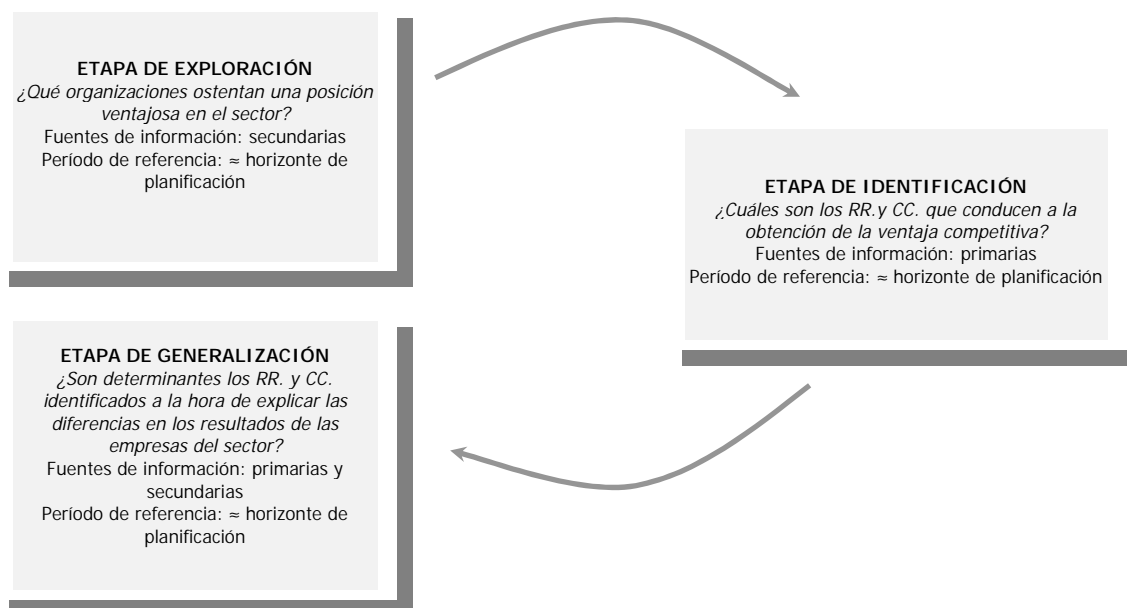 ETAPA DE EXPLORACIÓN
¿Qué organizaciones ostentan una posición
ventajosa en el sector?
Fuentes de información: secundarias
Período de referencia: ≈ horizonte de
planificación
ETAPA DE IDENTIFICACIÓN
¿Cuáles son los RR.y CC. que conducen a la
obtención de la ventaja competitiva?
Fuentes de información: primarias
Período de referencia: ≈ horizonte de planificación
ETAPA DE GENERALIZACIÓN
¿Son determinantes los RR. y CC.
identificados a la hora de explicar las
diferencias en los resultados de las
empresas del sector?
Fuentes de información: primarias y
secundarias
Período de referencia: ≈ horizonte de
planificación